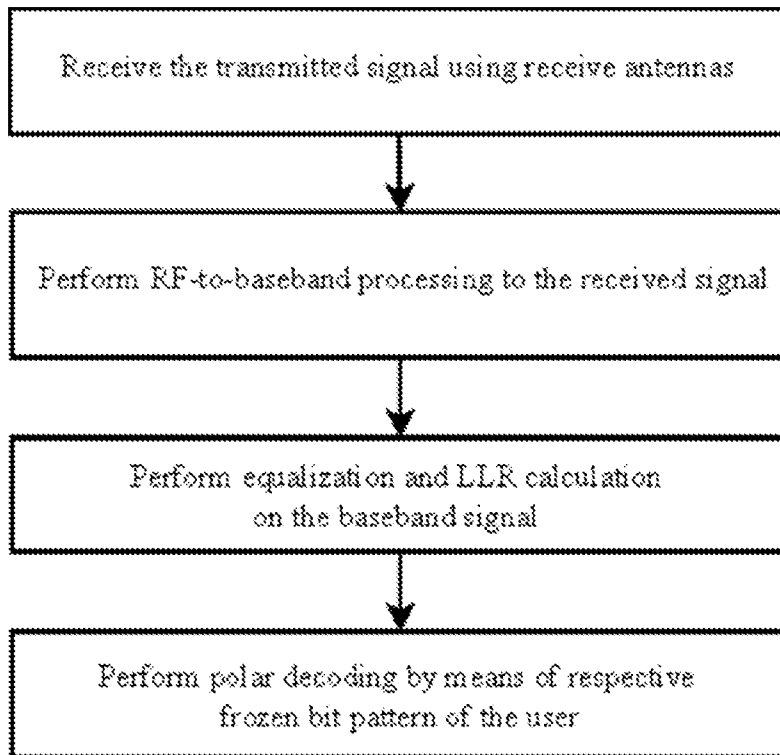 Receive the transmitted signal using receive antennas
Perform RF-to-baseband processing to the received signal
Perform equalization and LLR calculation
on the baseband signal
Perform polar decoding by means of respective
frozen bit pattern of the user